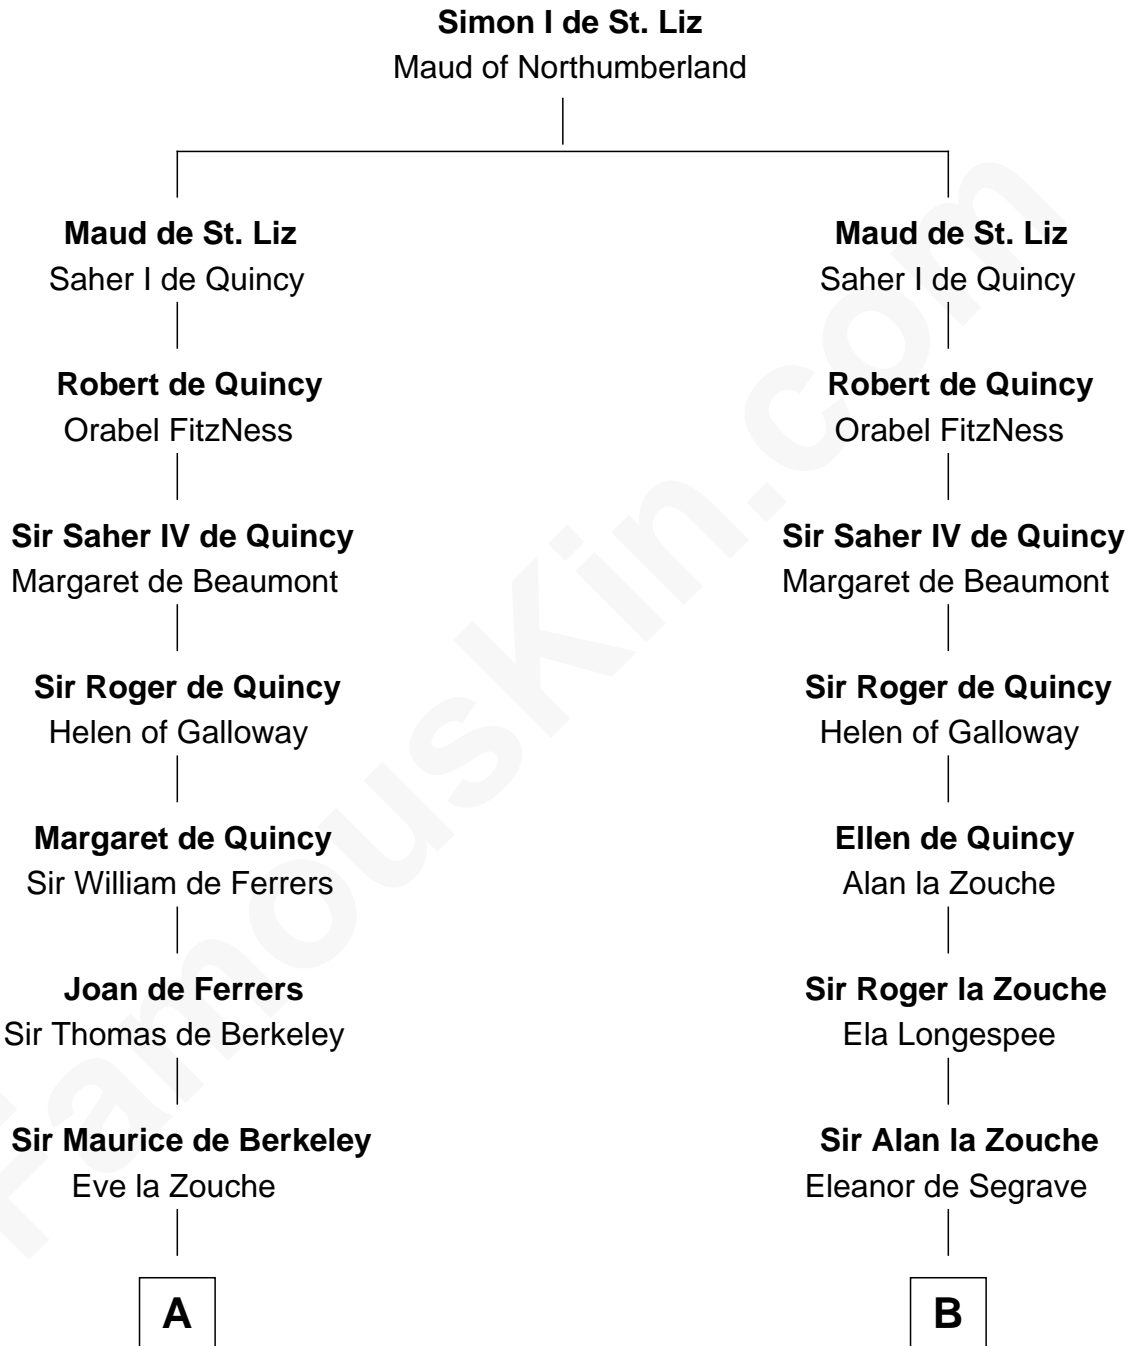 Simon I de St. Liz
Maud of Northumberland
Maud de St. Liz
Saher I de Quincy
Robert de Quincy
Orabel FitzNess
Sir Saher IV de Quincy
Margaret de Beaumont
Sir Roger de Quincy
Helen of Galloway
Margaret de Quincy
Sir William de Ferrers
Joan de Ferrers
Sir Thomas de Berkeley
Sir Maurice de Berkeley
Eve la Zouche
A
Maud de St. Liz
Saher I de Quincy
Robert de Quincy
Orabel FitzNess
Sir Saher IV de Quincy
Margaret de Beaumont
Sir Roger de Quincy
Helen of Galloway
Ellen de Quincy
Alan la Zouche
Sir Roger la Zouche
Ela Longespee
Sir Alan la Zouche
Eleanor de Segrave
B
FamousKin.com